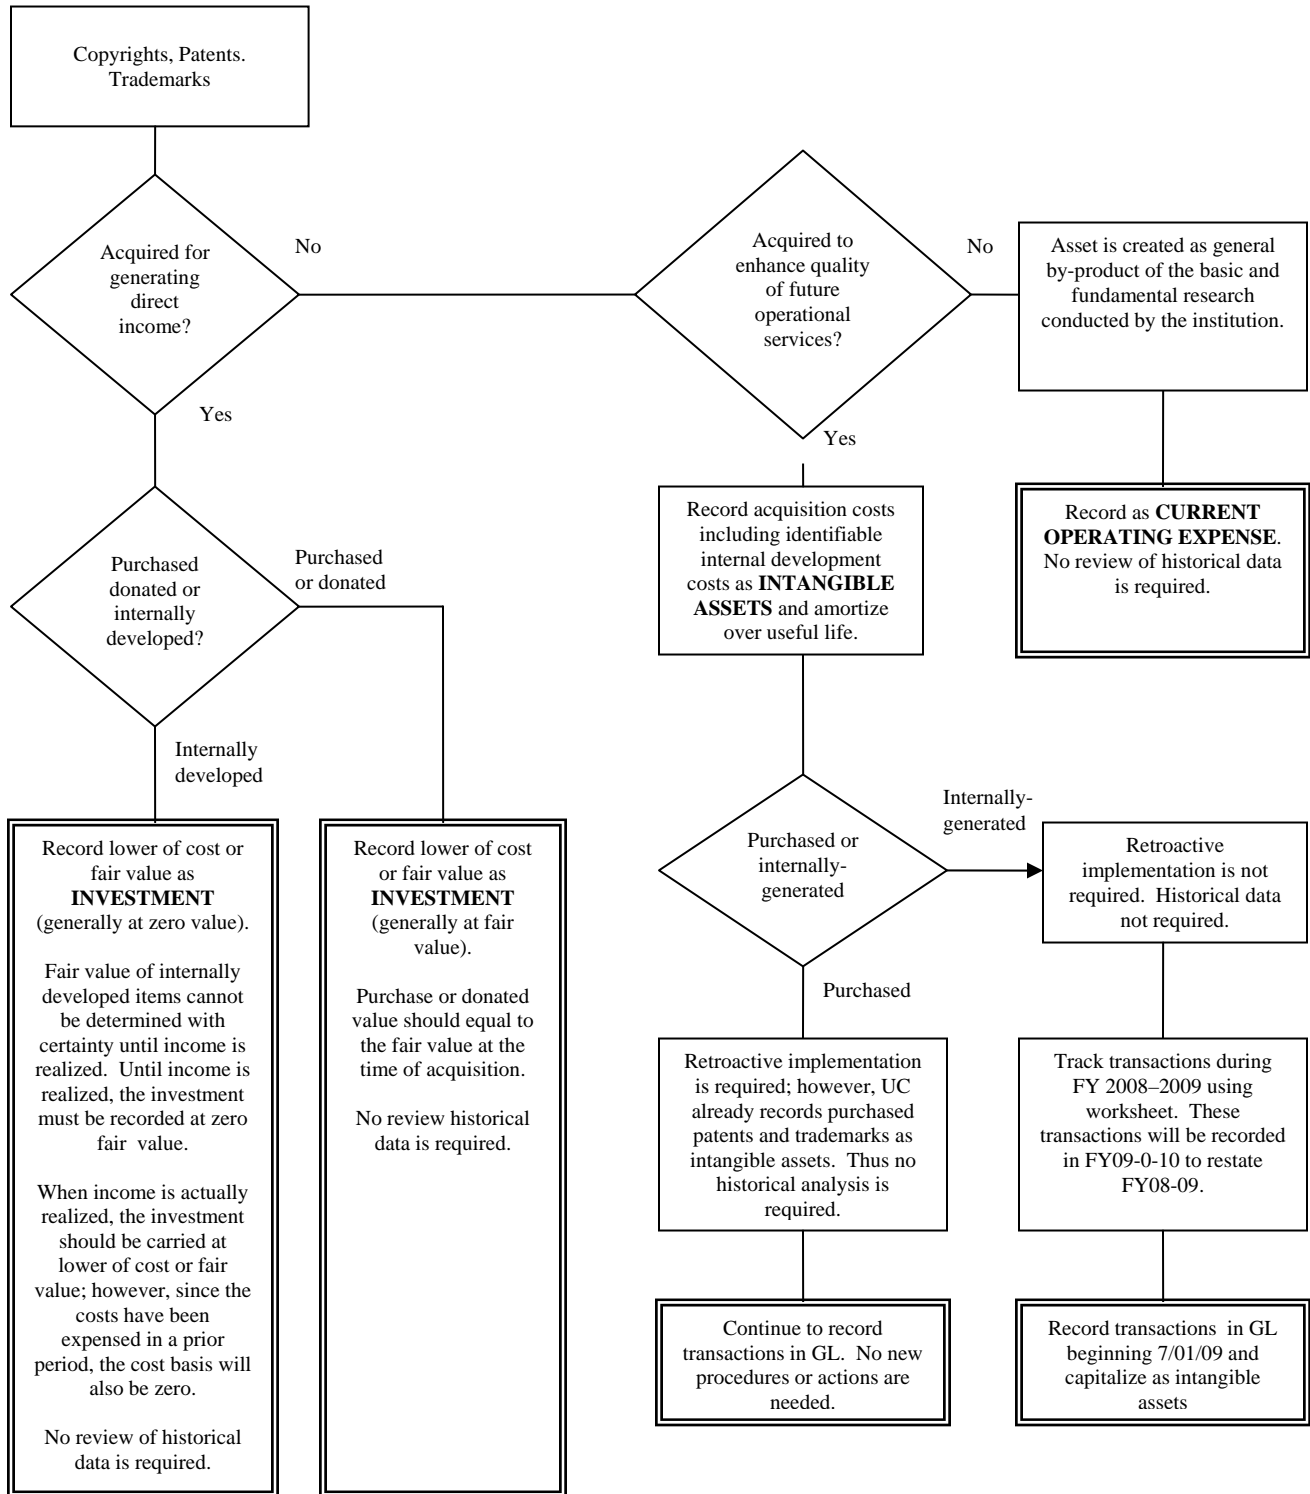 Copyrights, Patents.
Trademarks
Acquired for
generating
direct
income?
No
Yes
Acquired to
enhance quality
of future
operational
services?
No
Yes
Asset is created as general
by-product of the basic and
fundamental research
conducted by the institution.
Record as CURRENT
OPERATING EXPENSE.
No review of historical data
is required.
Purchased
donated or
internally
developed?
Purchased
or donated
Internally
developed
Record acquisition costs
including identifiable
internal development
costs as INTANGIBLE
ASSETS and amortize
over useful life.
Record lower of cost or
fair value as
INVESTMENT
(generally at zero value).
Fair value of internally
developed items cannot
be determined with
certainty until income is
realized. Until income is
realized, the investment
must be recorded at zero
fair value.
When income is actually
realized, the investment
should be carried at
lower of cost or fair
value; however, since the
costs have been
expensed in a prior
period, the cost basis will
also be zero.
No review of historical
data is required.
Record lower of cost
or fair value as
INVESTMENT
(generally at fair
value).
Purchase or donated
value should equal to
the fair value at the
time of acquisition.
No review historical
data is required.
Purchased or
internally-
generated
Internally-
generated
Purchased
Retroactive
implementation is not
required. Historical data
not required.
Retroactive implementation
is required; however, UC
already records purchased
patents and trademarks as
intangible assets. Thus no
historical analysis is
required.
Track transactions during
FY 2008–2009 using
worksheet. These
transactions will be recorded
in FY09-0-10 to restate
FY08-09.
Continue to record
transactions in GL. No new
procedures or actions are
needed.
Record transactions in GL
beginning 7/01/09 and
capitalize as intangible
assets